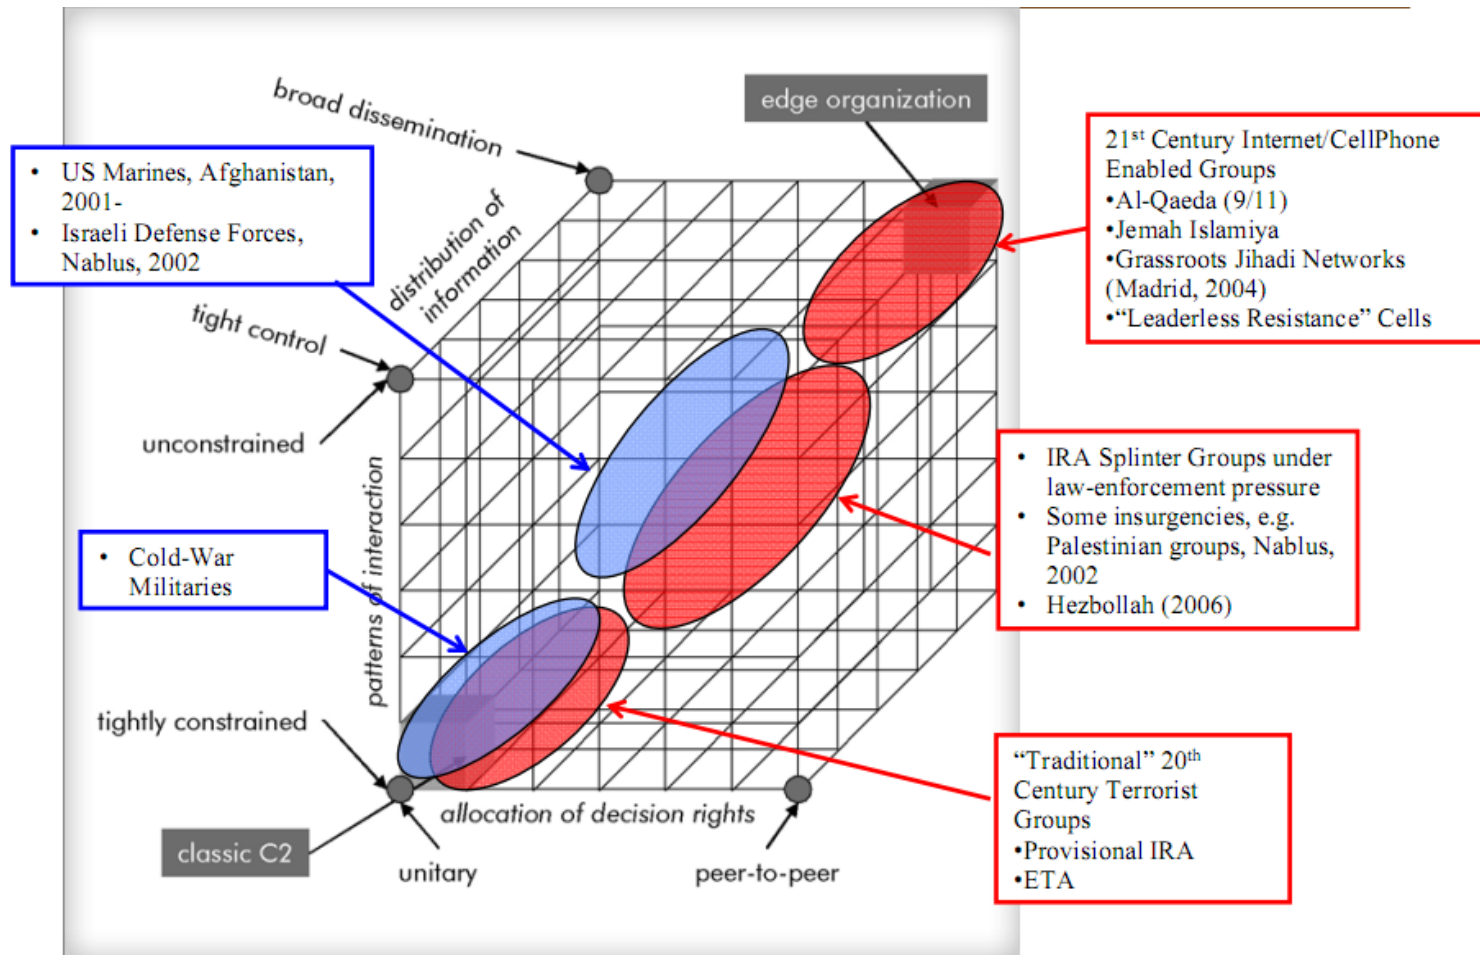 broad dissemination
edge organization
• US Marines, Afghanistan,
2001-
• Israeli Defense Forces,
Nablus, 2002
21st Century Internet/CellPhone
Enabled Groups
•Al-Qaeda (9/11)
•Jemah Islamiya
•Grassroots Jihadi Networks
(Madrid, 2004)
•“Leaderless Resistance” Cells
distribution of
information
tight control
unconstrained
patterns of interaction
• IRA Splinter Groups under
law-enforcement pressure
• Some insurgencies, e.g.
Palestinian groups, Nablus,
2002
• Hezbollah (2006)
• Cold-War
Militaries
tightly constrained
“Traditional” 20th
Century Terrorist
Groups
•Provisional IRA
•ETA
allocation of decision rights
classic C2
unitary
peer-to-peer